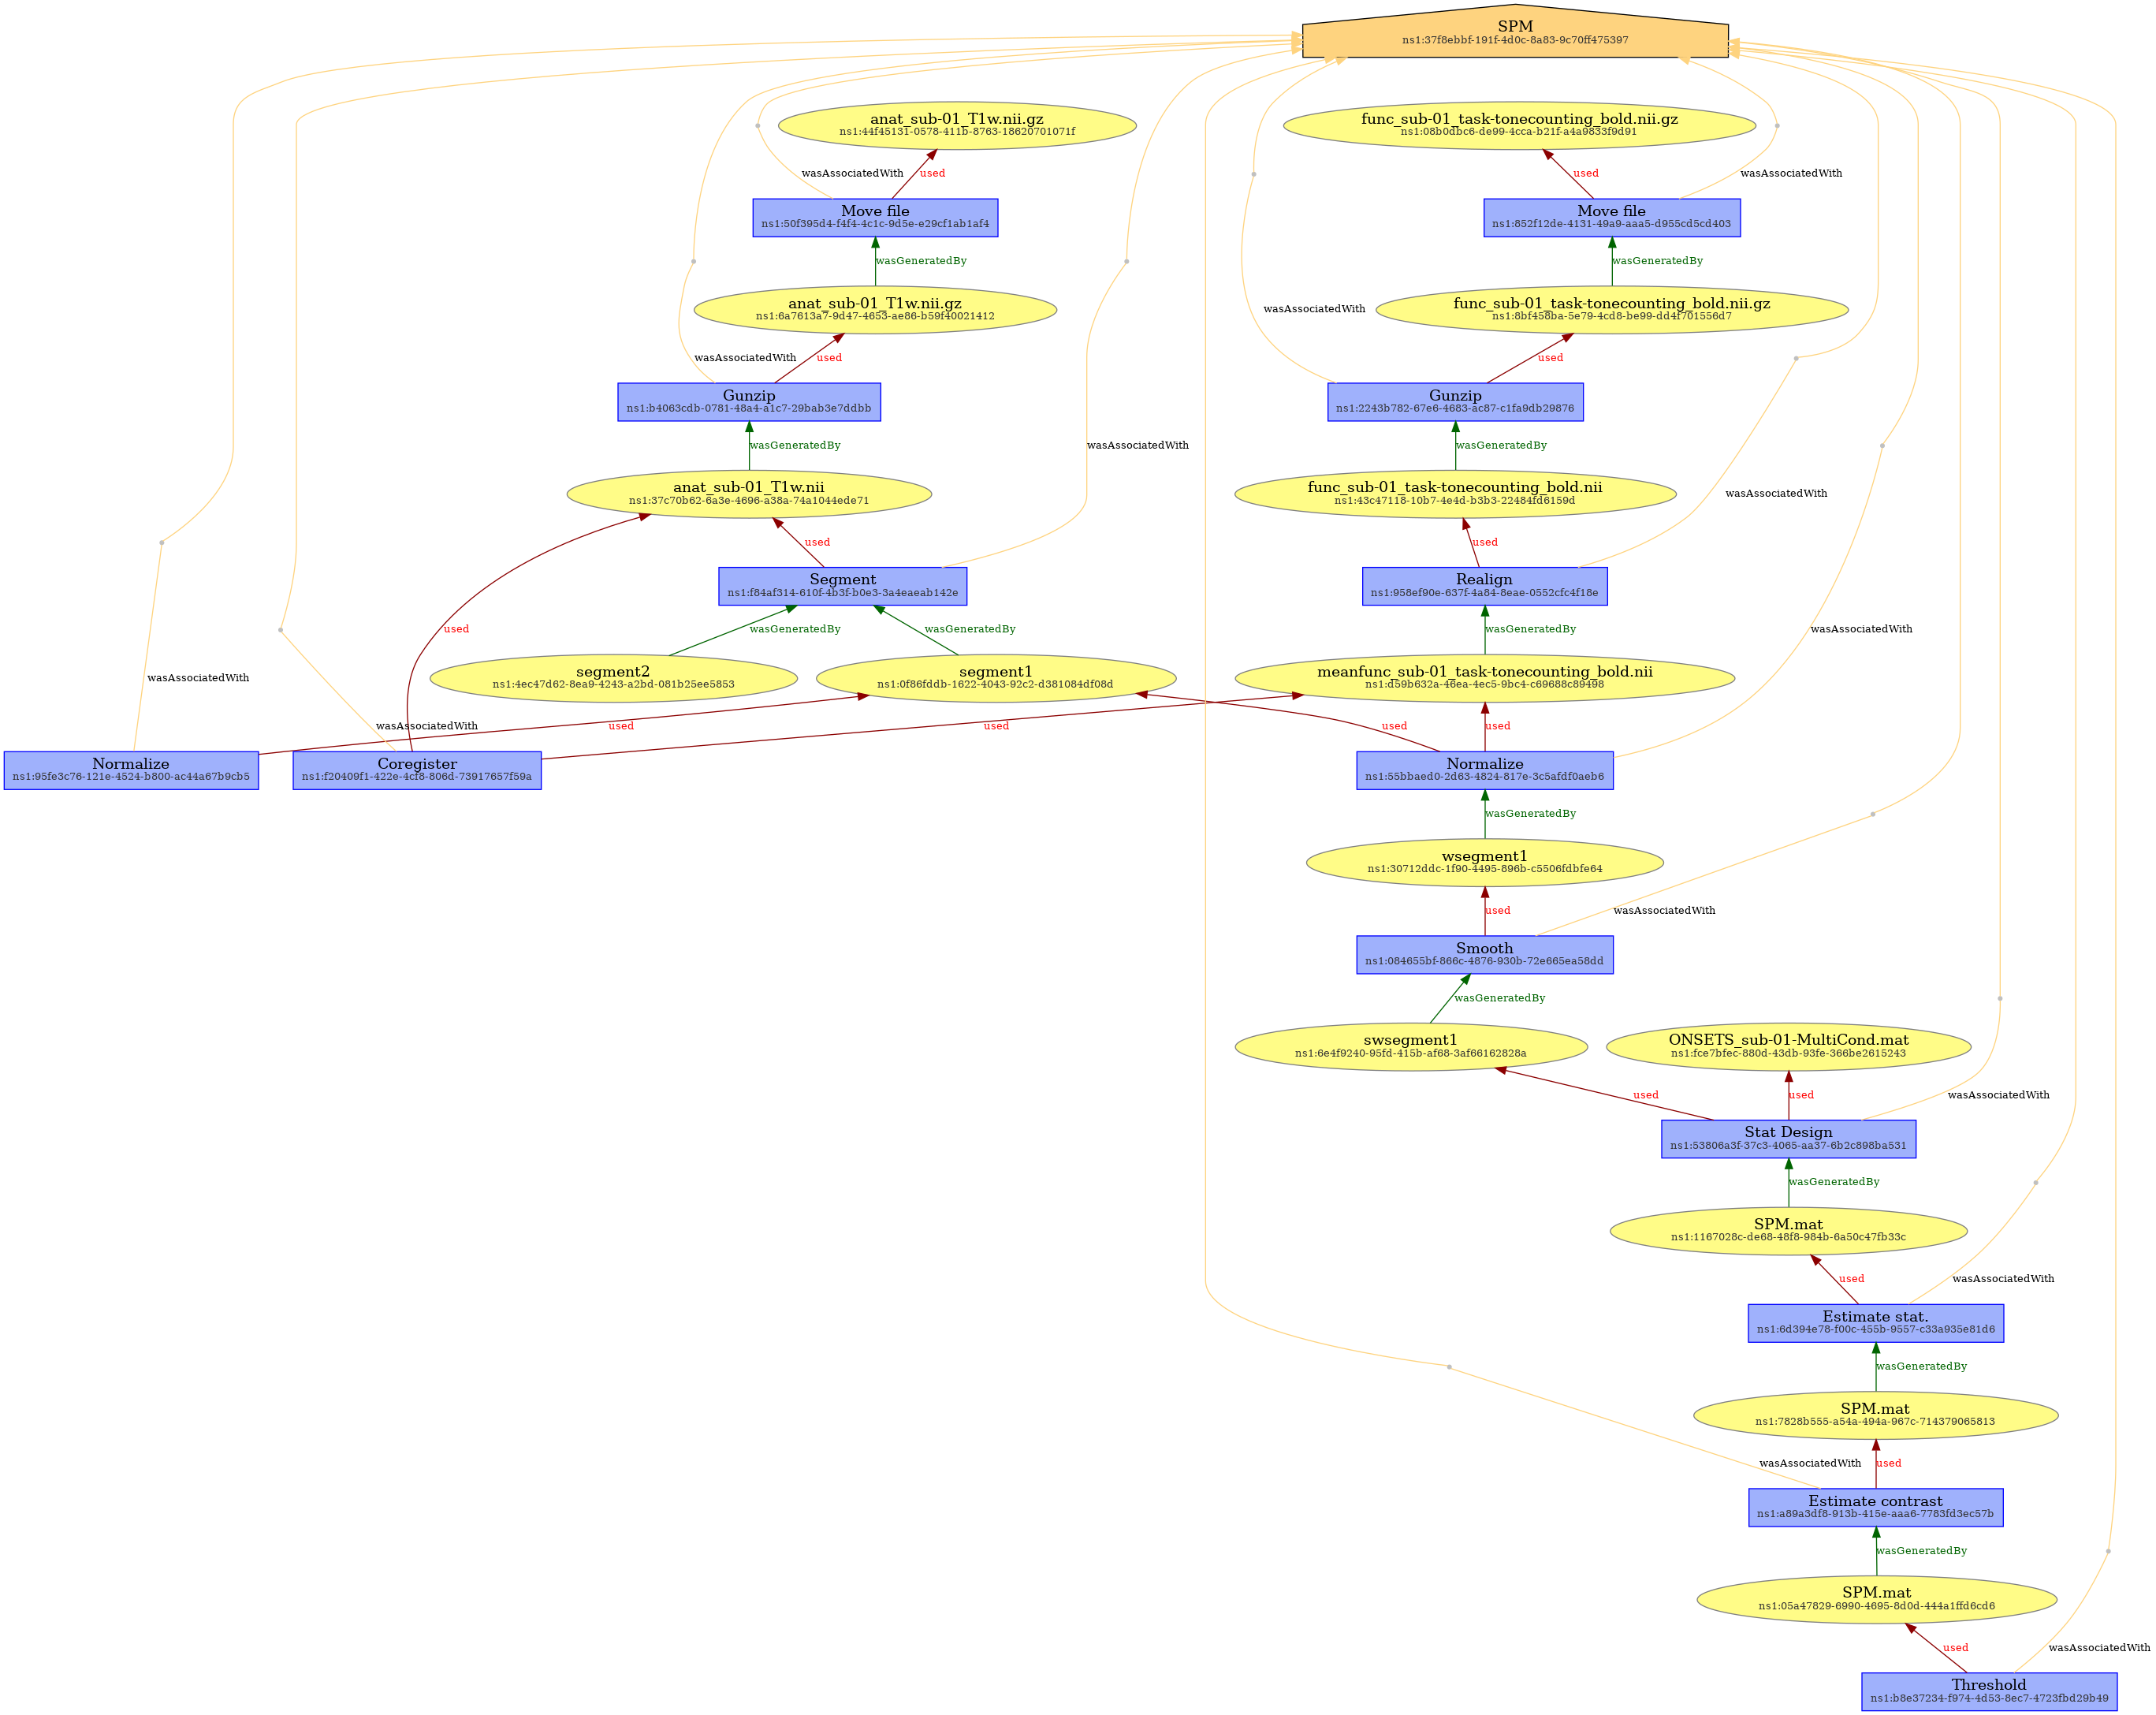 SPM
ns1:37f8ebbf-191f-4d0c-8a83-9c70ff475397
anat_sub-01_T1w.nii.gz
ns1:44f45131-0578-411b-8763-18620701071f
func_sub-01_task-tonecounting_bold.nii.gz
ns1:08b0dbc6-de99-4cca-b21f-a4a9833f9d91
wasAssociatedWith
used
used
wasAssociatedWith
Move file
ns1:50f395d4-f4f4-4c1c-9d5e-e29cf1ab1af4
Move file
ns1:852f12de-4131-49a9-aaa5-d955cd5cd403
wasGeneratedBy
wasGeneratedBy
anat_sub-01_T1w.nii.gz
ns1:6a7613a7-9d47-4653-ae86-b59f40021412
wasAssociatedWith
func_sub-01_task-tonecounting_bold.nii.gz
ns1:8bf458ba-5e79-4cd8-be99-dd4f701556d7
wasAssociatedWith
used
used
Gunzip
ns1:b4063cdb-0781-48a4-a1c7-29bab3e7ddbb
Gunzip
ns1:2243b782-67e6-4683-ac87-c1fa9db29876
wasGeneratedBy
wasAssociatedWith
wasGeneratedBy
anat_sub-01_T1w.nii
ns1:37c70b62-6a3e-4696-a38a-74a1044ede71
func_sub-01_task-tonecounting_bold.nii
ns1:43c47118-10b7-4e4d-b3b3-22484fd6159d
wasAssociatedWith
used
used
Segment
ns1:f84af314-610f-4b3f-b0e3-3a4eaeab142e
Realign
ns1:958ef90e-637f-4a84-8eae-0552cfc4f18e
used
wasGeneratedBy
wasGeneratedBy
wasGeneratedBy
wasAssociatedWith
wasAssociatedWith
segment2
ns1:4ec47d62-8ea9-4243-a2bd-081b25ee5853
segment1
ns1:0f86fddb-1622-4043-92c2-d381084df08d
meanfunc_sub-01_task-tonecounting_bold.nii
ns1:d59b632a-46ea-4ec5-9bc4-c69688c89498
wasAssociatedWith
used
used
used
used
Normalize
ns1:95fe3c76-121e-4524-b800-ac44a67b9cb5
Coregister
ns1:f20409f1-422e-4cf8-806d-73917657f59a
Normalize
ns1:55bbaed0-2d63-4824-817e-3c5afdf0aeb6
wasGeneratedBy
wsegment1
ns1:30712ddc-1f90-4495-896b-c5506fdbfe64
used
wasAssociatedWith
Smooth
ns1:084655bf-866c-4876-930b-72e665ea58dd
wasGeneratedBy
swsegment1
ns1:6e4f9240-95fd-415b-af68-3af66162828a
ONSETS_sub-01-MultiCond.mat
ns1:fce7bfec-880d-43db-93fe-366be2615243
used
used
wasAssociatedWith
Stat Design
ns1:53806a3f-37c3-4065-aa37-6b2c898ba531
wasGeneratedBy
SPM.mat
ns1:1167028c-de68-48f8-984b-6a50c47fb33c
used
wasAssociatedWith
Estimate stat.
ns1:6d394e78-f00c-455b-9557-c33a935e81d6
wasGeneratedBy
SPM.mat
ns1:7828b555-a54a-494a-967c-714379065813
wasAssociatedWith
used
Estimate contrast
ns1:a89a3df8-913b-415e-aaa6-7783fd3ec57b
wasGeneratedBy
SPM.mat
ns1:05a47829-6990-4695-8d0d-444a1ffd6cd6
used
wasAssociatedWith
Threshold
ns1:b8e37234-f974-4d53-8ec7-4723fbd29b49